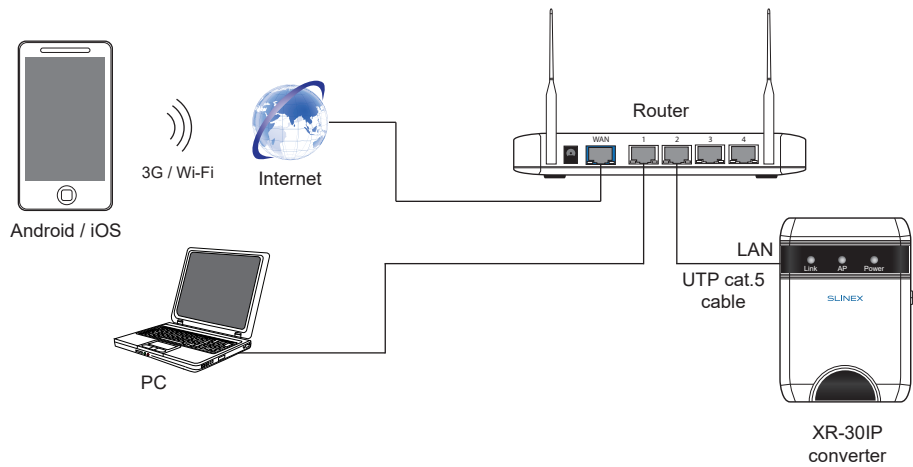 Router
WAN 1 2 3 4
3G / Wi-Fi
Internet
Android / iOS
LAN
UTP cat.5
cable
Link AP Power
SLINEX
PC
XR-30IP
converter